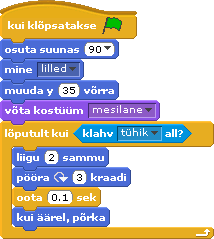 kui klõpsatakse
osuta suunas 90
mine lilled
muuda y 35 võrra
võta kostüüm mesilane
lõputult kui klahv tühik all?
liigu 2 sammu
pööra 3 kraadi
oota 0.1 sek
kui äärel, põrka